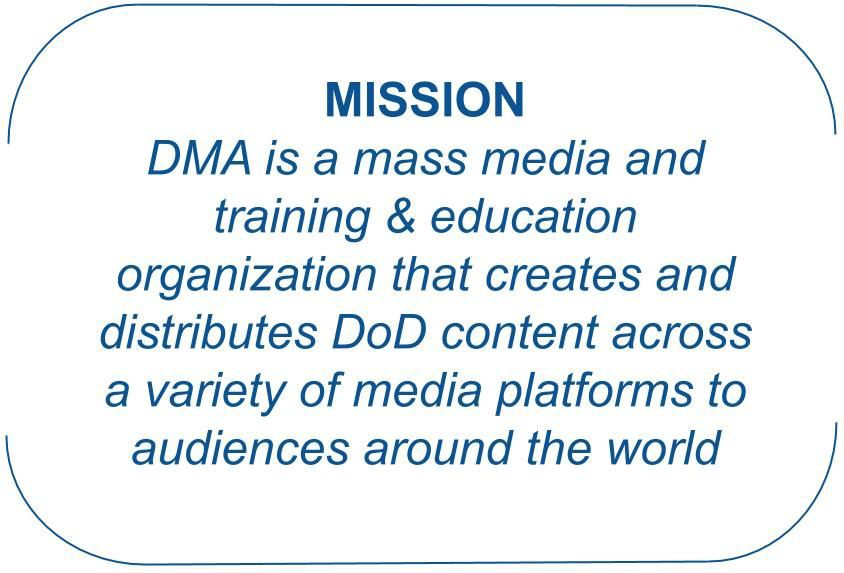 MISSION
DMA is a mass media and
training & education
organization that creates and
distributes DoD content across
a variety of media platforms to
audiences around the world